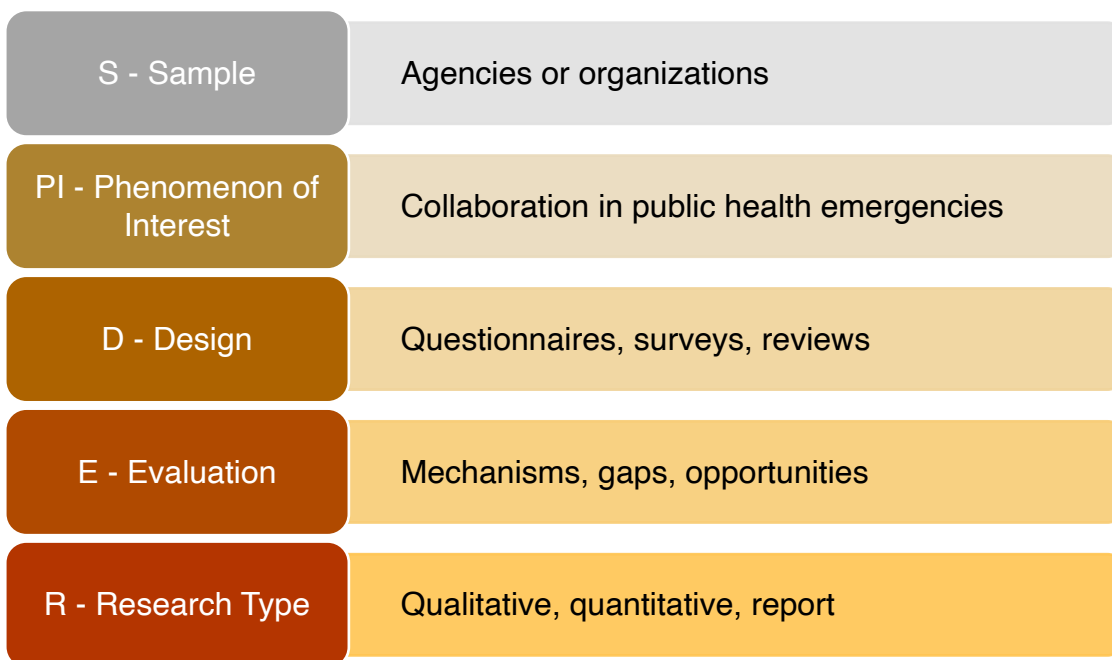 S - Sample
Agencies or organizations
PI - Phenomenon of
Interest
Collaboration in public health emergencies
D - Design
Questionnaires, surveys, reviews
E - Evaluation
Mechanisms, gaps, opportunities
R - Research Type
Qualitative, quantitative, report